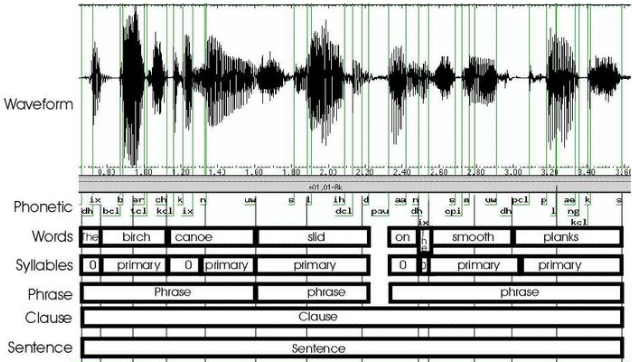 Waveform
0.80 1.00 1.20 1.40 1.60 1.80 2.00 2.20 2.40 2.60 2.80 3.00 3.20 3.40 3.60
Phonetic
ix b er ch k n uw s l ih d aa n s m uw pcl p ae k s
dh bcl tcl kcl ix dcl pau dh epi dh l ng
ix kcl
Words The birch canoe slid on the smooth planks
Syllables 0 primary 0 primary primary 0 0 primary primary
Phrase Phrase phrase phrase
Clause Clause
Sentence Sentence